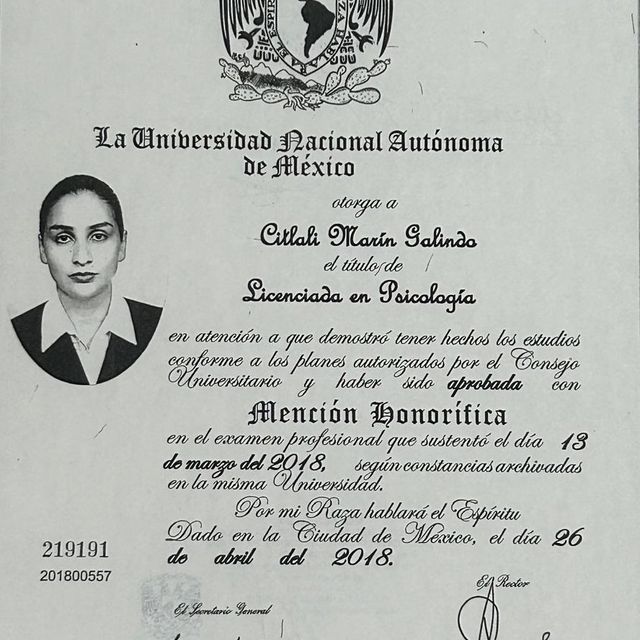 ESPIR
ZA HABLARA EL
La Universidad Nacional Autónoma
de México
otorga a
Citlali Marín Galindo
el título de
Licenciada en Psicología
en atención a que demostró tener hechos los estudios
conforme a los planes autorizados por el Consejo
Universitario y haber sido aprobada con
Mención Honorífica
en el examen profesional que sustentó el día 13
de marzo del 2018, según constancias archivadas
en la misma Universidad.
Por mi Raza hablará el Espíritu
Dado en la Ciudad de México, el día 26
de abril del 2018.
219191
201800557
El Rector
El Secretario General